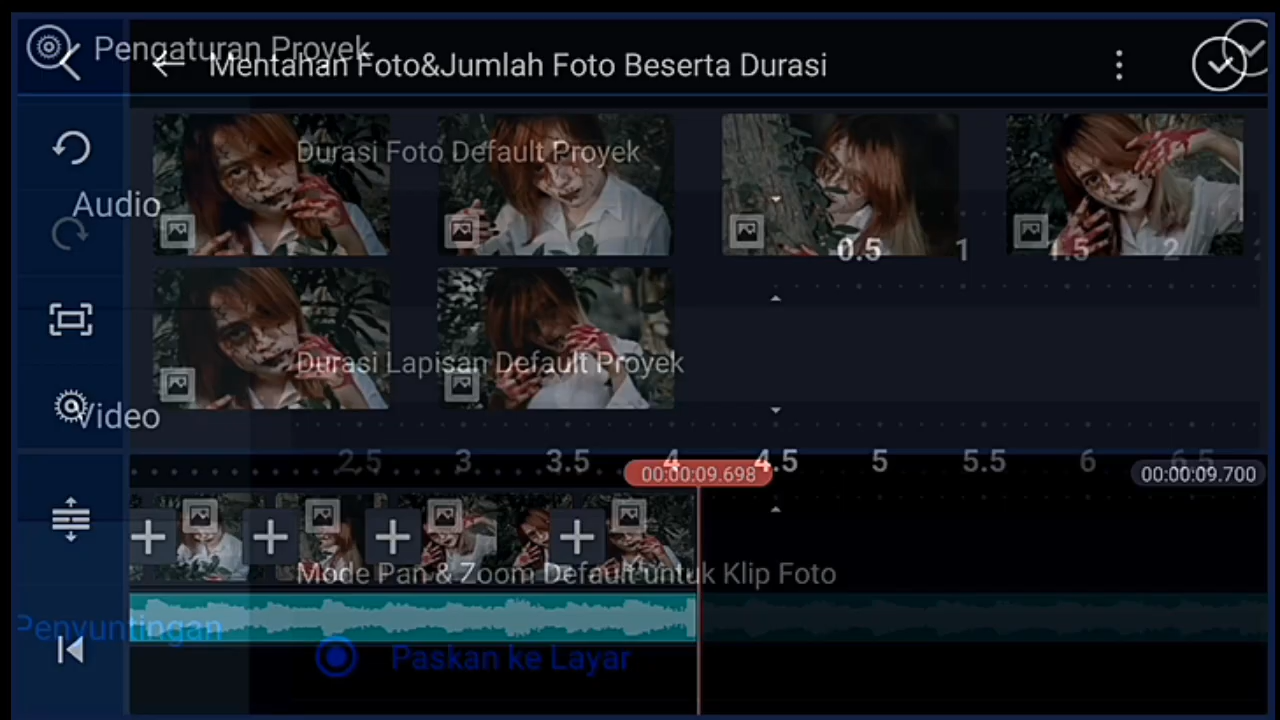 Pengaturan Proyek
Mentahan Foto&Jumlah Foto Beserta Durasi
Durasi Foto Default Proyek
Audio
0.5 1 1.5 2
Durasi Lapisan Default Proyek
Video
2.5 3 3.5 4 4.5 5 5.5 6 6.5
00:00:09.698
00:00:09.700
Mode Pan & Zoom Default untuk Klip Foto
Penyuntingan
Paskan ke Layar